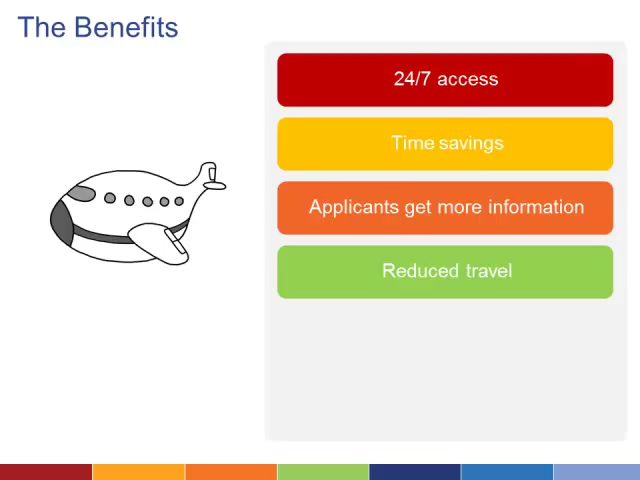 The Benefits
24/7 access
Time savings
Applicants get more information
Reduced travel